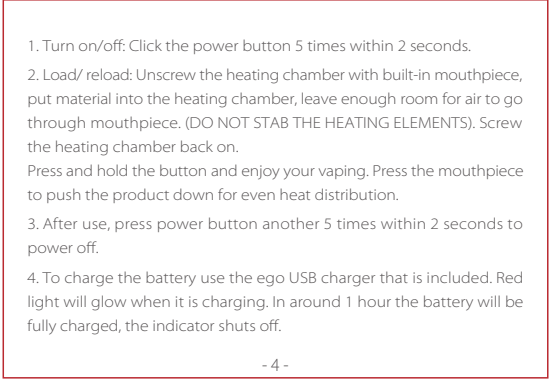 1. Turn on/off: Click the power button 5 times within 2 seconds.
2. Load/ reload: Unscrew the heating chamber with built-in mouthpiece,
put material into the heating chamber, leave enough room for air to go
through mouthpiece. (DO NOT STAB THE HEATING ELEMENTS). Screw
the heating chamber back on.
Press and hold the button and enjoy your vaping. Press the mouthpiece
to push the product down for even heat distribution.
3. After use, press power button another 5 times within 2 seconds to
power off.
4. To charge the battery use the ego USB charger that is included. Red
light will glow when it is charging. In around 1 hour the battery will be
fully charged, the indicator shuts off.
- 4 -